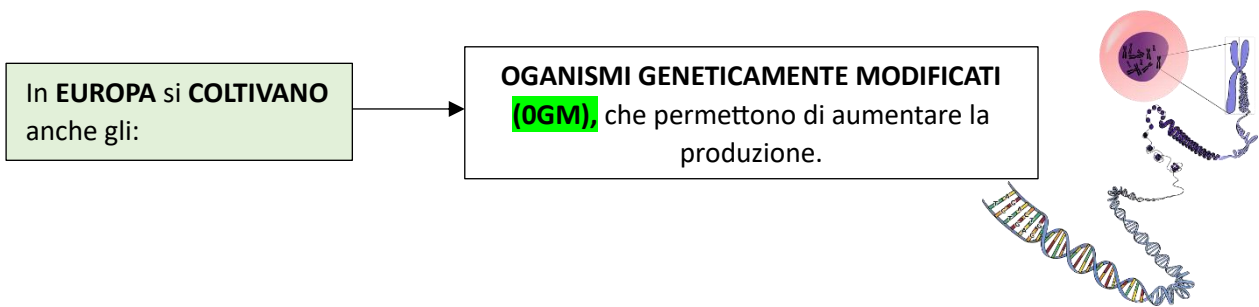 In EUROPA si COLTIVANO
anche gli:
OGANISMI GENETICAMENTE MODIFICATI
(0GM), che permettono di aumentare la
produzione.